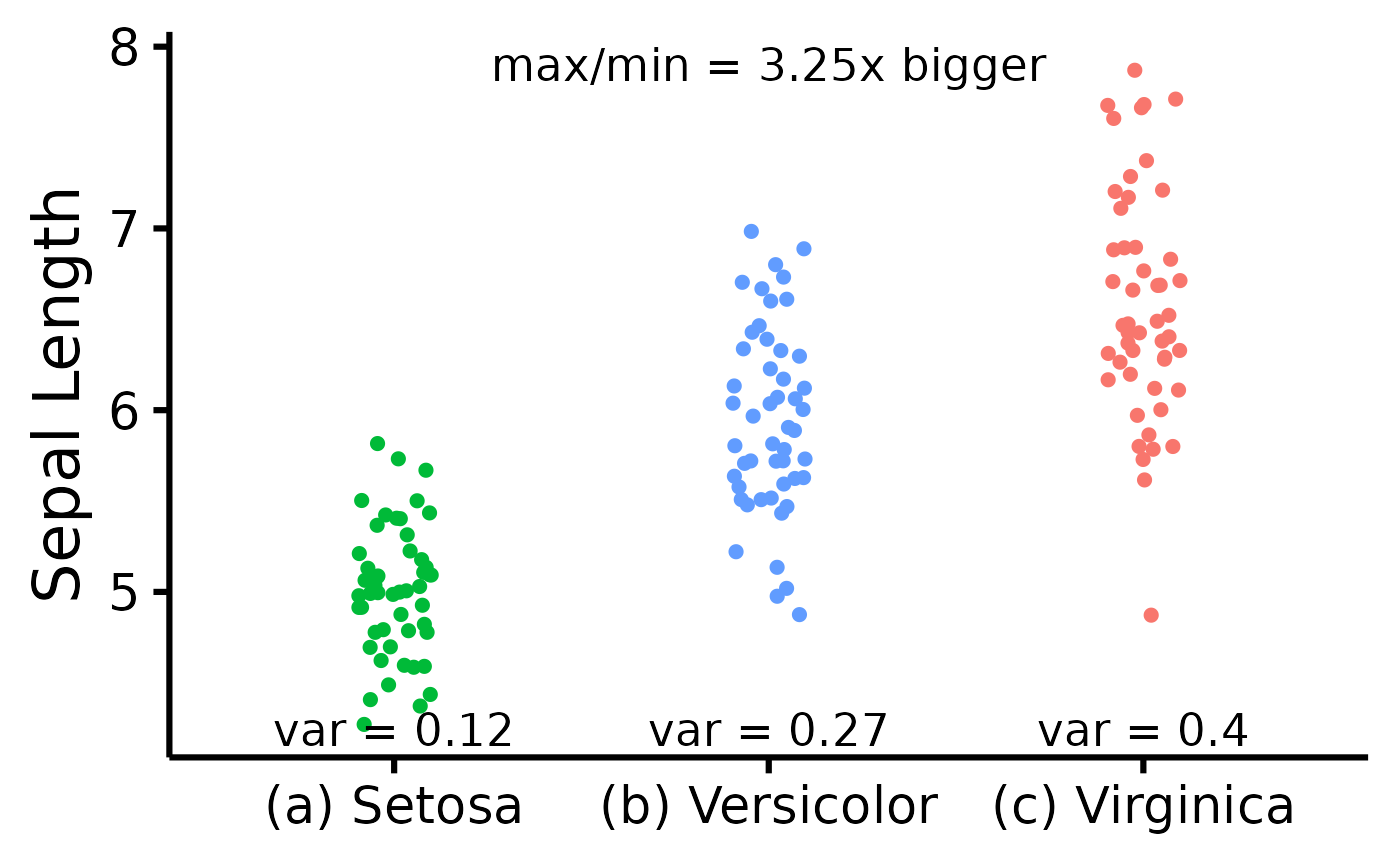 8
max/min = 3.25x bigger
7
6
5
Sepal Length
var = 0.12
var = 0.27
var = 0.4
(a) Setosa
(b) Versicolor
(c) Virginica